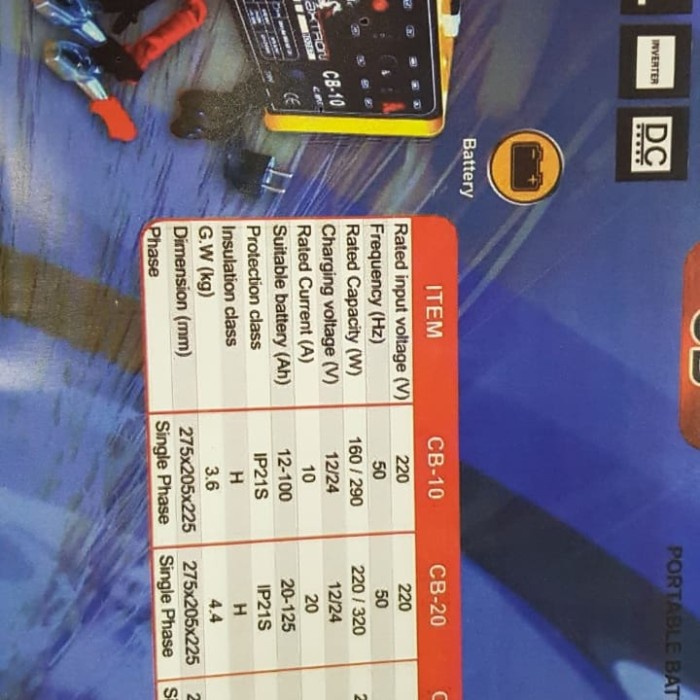 INVERTER
DC
PORTABLE BAT
CB-10
CE
Battery
ITEM CB-10 CB-20
Rated input voltage (V) 220 220
Frequency (Hz) 50 50
Rated Capacity (W) 160 / 290 220 / 320
Charging voltage (V) 12/24 12/24
Rated Current (A) 10 20
Suitable battery (Ah) 12-100 20-125
Protection class IP21S IP21S
Insulation class H H
G.W (kg) 3.6 4.4
Dimension (mm) 275x205x225 275x205x225 2
Phase Single Phase Single Phase Si